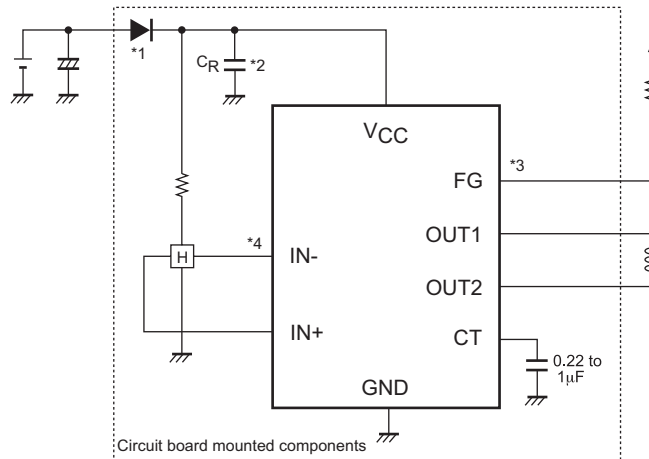 *1
CR *2
VCC
FG
*3
OUT1
*4
IN-
H
OUT2
IN+
CT
0.22 to
1μF
GND
Circuit board mounted components